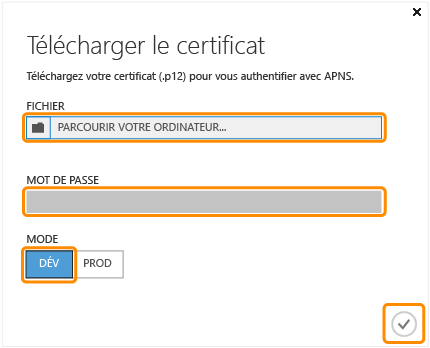 Télécharger le certificat
Téléchargez votre certificat (.p12) pour vous authentifier avec APNS.
FICHIER
PARCOURIR VOTRE ORDINATEUR...
MOT DE PASSE
MODE
DÉV PROD